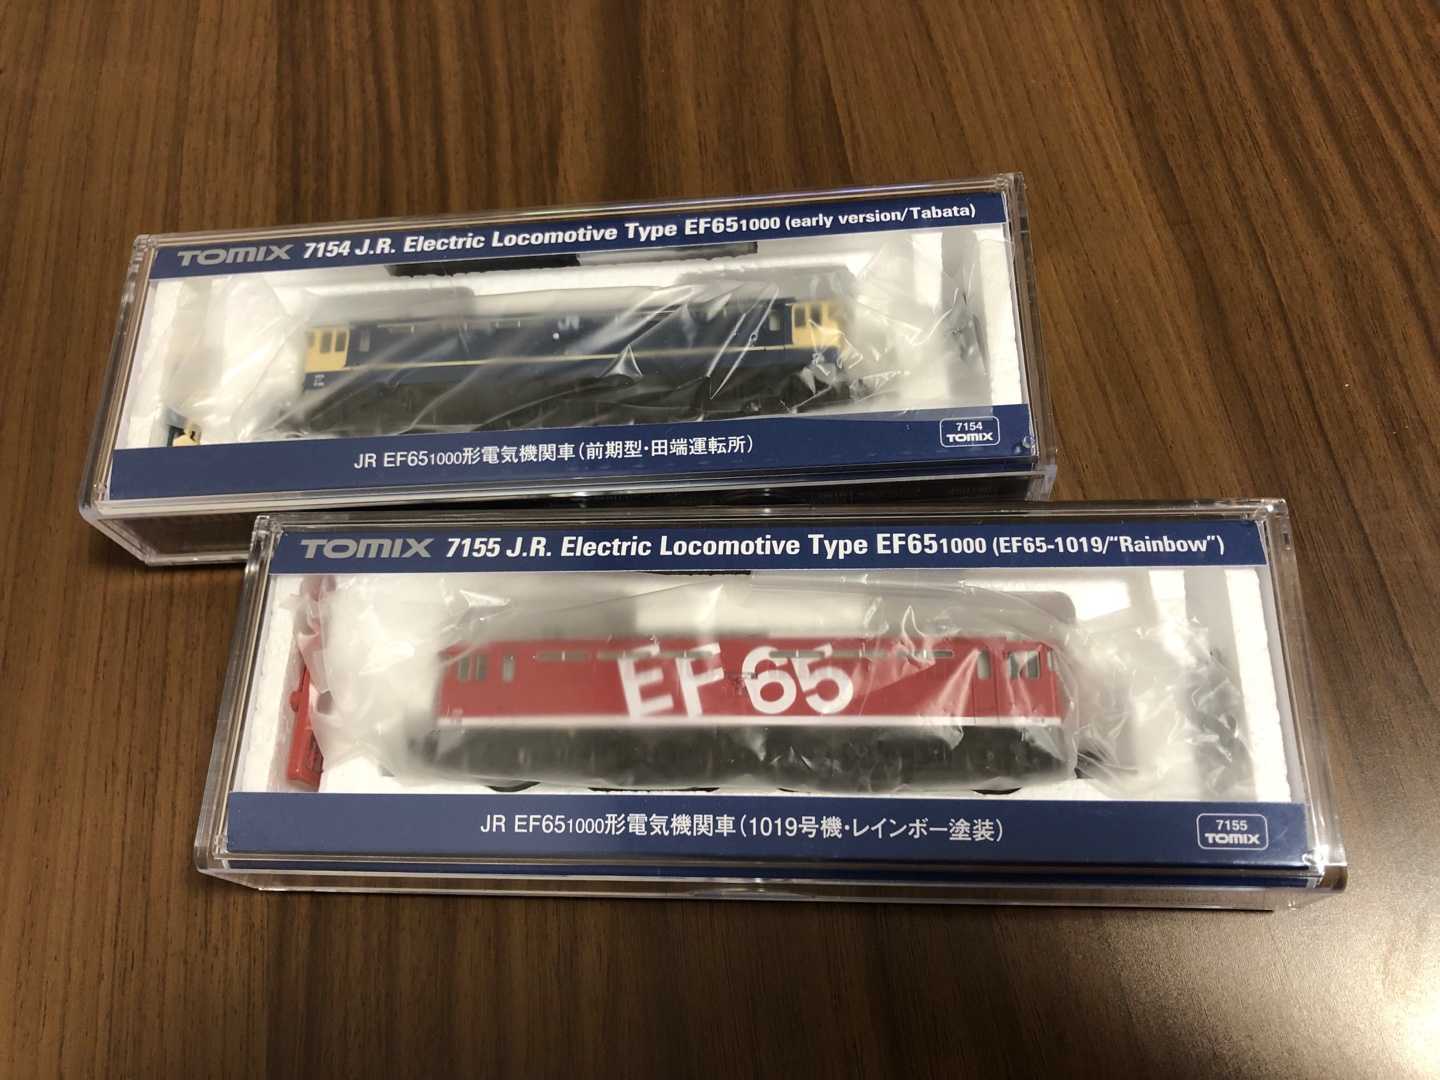 TOMIX 7154 J.R. Electric Locomotive Type EF651000 (early version/Tabata)
7154
TOMIX
JR EF651000形電気機関車(前期型・田端運転所)
TOMIX 7155 J.R. Electric Locomotive Type EF651000 (EF65-1019/"Rainbow")
EF65
JR EF651000形電気機関車(1019号機・レインボー塗装)
7155
TOMIX